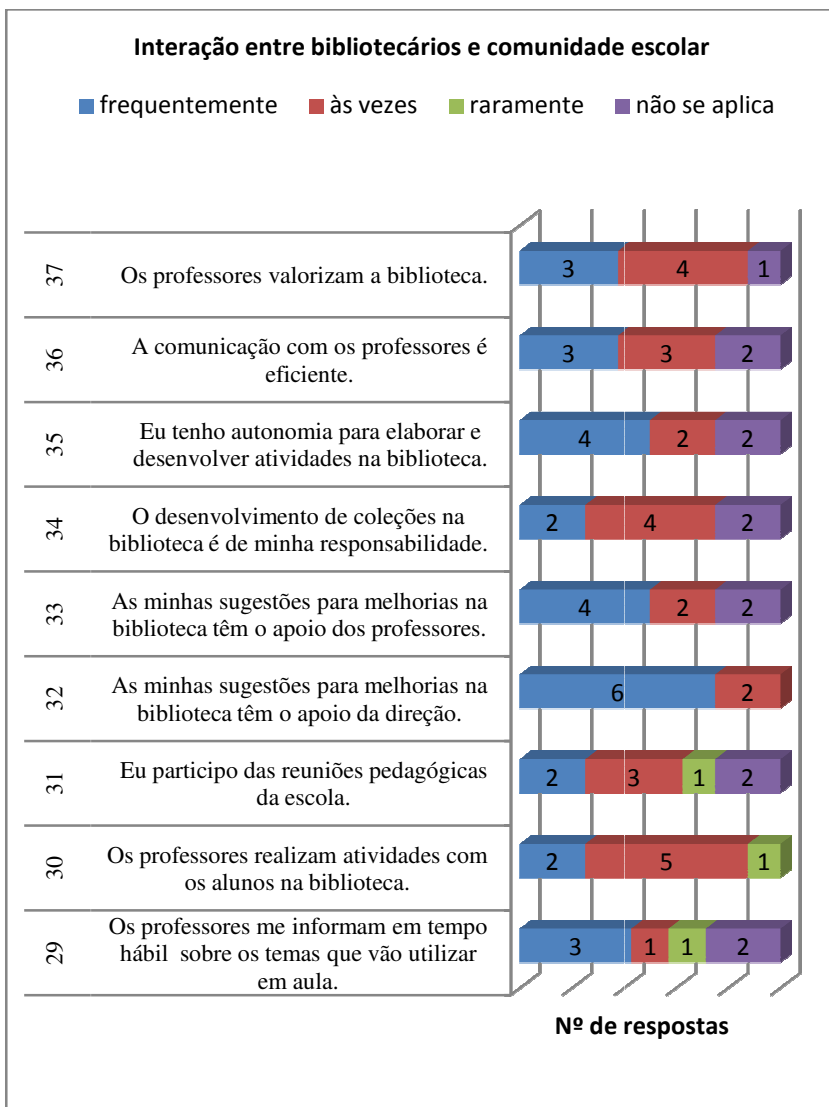 Interação entre bibliotecários e comunidade escolar
frequentemente às vezes raramente não se aplica
37 Os professores valorizam a biblioteca. 3 4 1
36 A comunicação com os professores é
eficiente. 3 3 2
35 Eu tenho autonomia para elaborar e
desenvolver atividades na biblioteca. 4 2 2
34 O desenvolvimento de coleções na
biblioteca é de minha responsabilidade. 2 4 2
33 As minhas sugestões para melhorias na
biblioteca têm o apoio dos professores. 4 2 2
32 As minhas sugestões para melhorias na
biblioteca têm o apoio da direção. 6 2
31 Eu participo das reuniões pedagógicas
da escola. 2 3 1 2
30 Os professores realizam atividades com
os alunos na biblioteca. 2 5 1
29 Os professores me informam em tempo
hábil sobre os temas que vão utilizar
em aula. 3 1 1 2
Nº de respostas